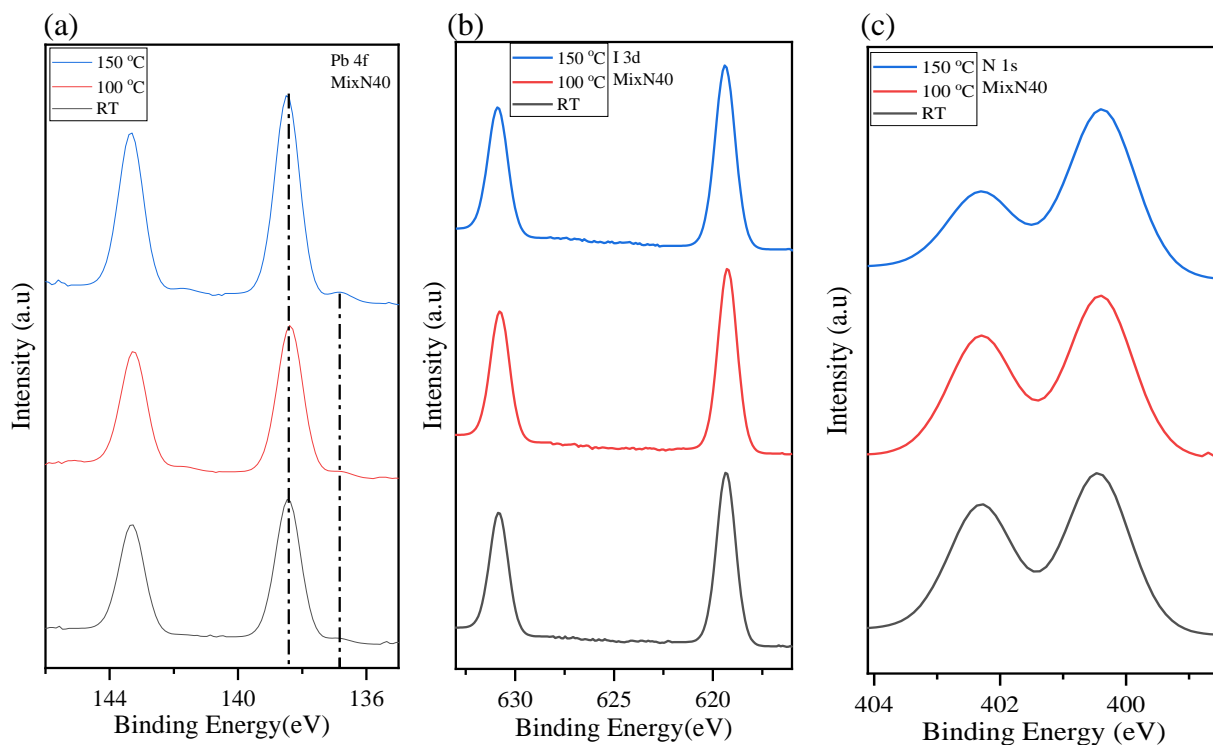 (a)
150 °C
100 °C
RT
Pb 4f
MixN40
Intensity (a.u)
144
140
136
Binding Energy(eV)
(b)
150 °C
100 °C
RT
I 3d
MixN40
Intensity (a.u)
630
620
Binding Energy(eV)
(c)
150 °C
100 °C
RT
N 1s
MixN40
Intensity (a.u)
404
402
400
Binding Energy (eV)